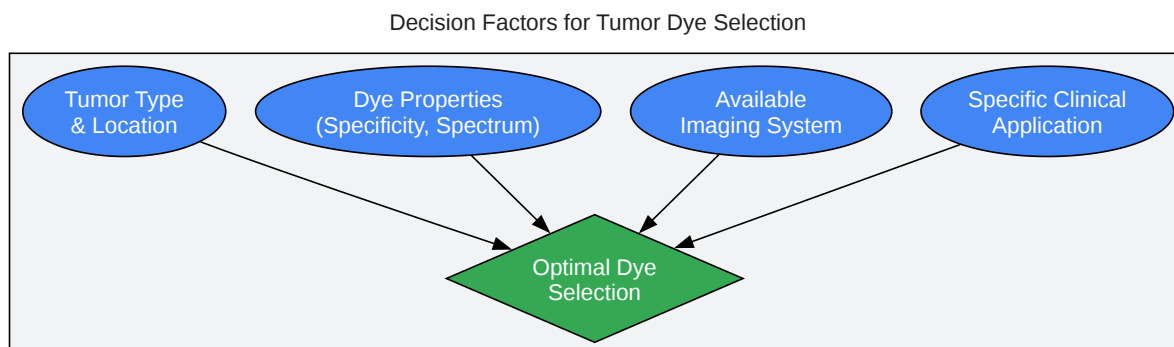 Decision Factors for Tumor Dye Selection
Tumor Type
& Location
Dye Properties
(Specificity, Spectrum)
Available
Imaging System
Specific Clinical
Application
Optimal Dye
Selection